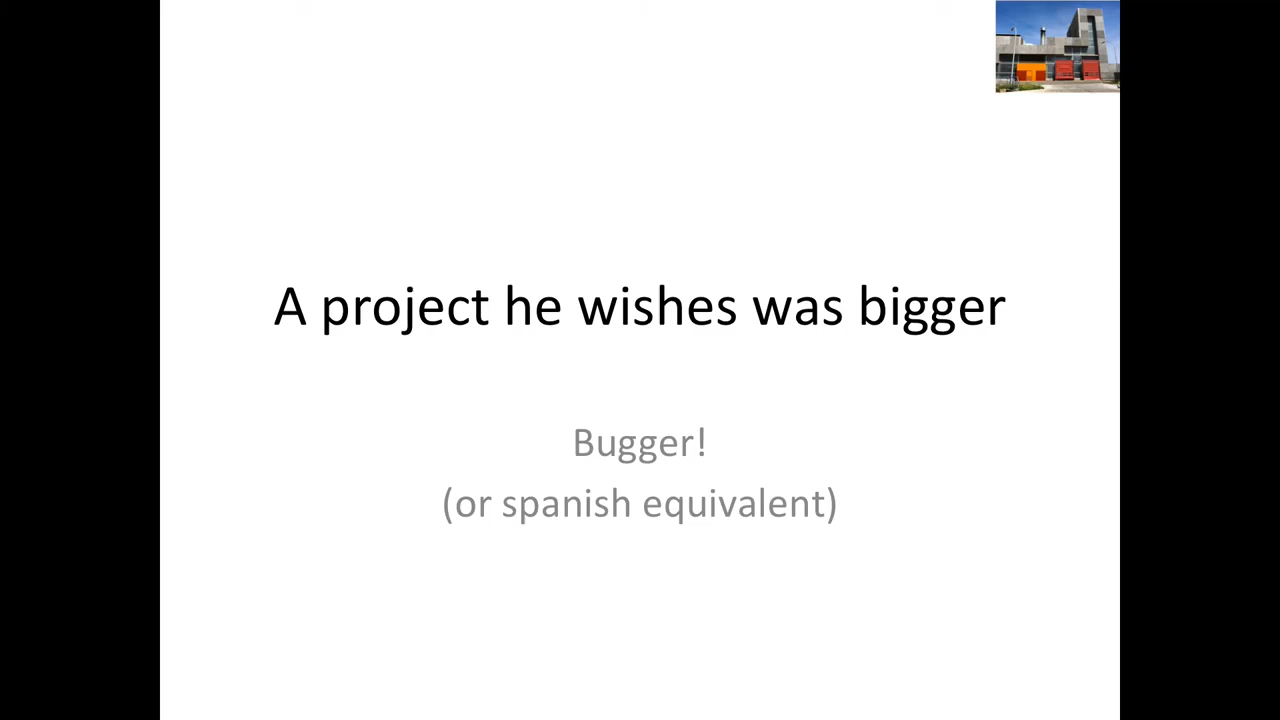 A project he wishes was bigger
Bugger!
(or spanish equivalent)